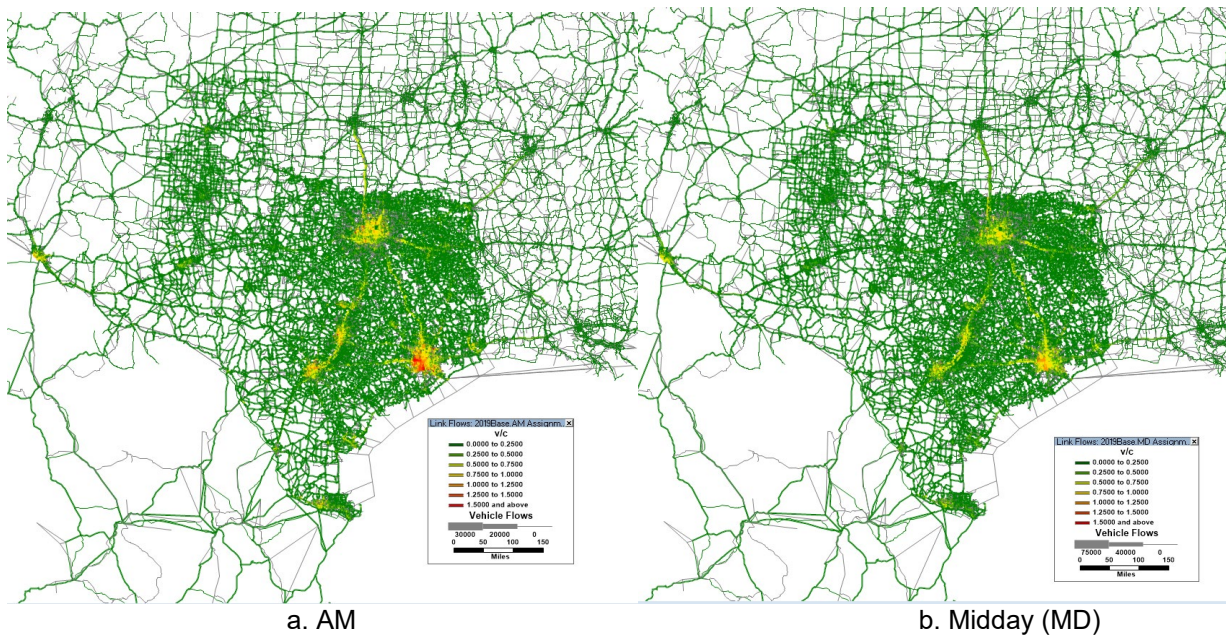 Link Flows: 2019Base.AM Assignm.
v/c
0.0000 to 0.2500
0.2500 to 0.5000
0.5000 to 0.7500
0.7500 to 1.0000
1.0000 to 1.2500
1.2500 to 1.5000
1.5000 and above
Vehicle Flows
30000 20000 0
0 50 100 150
Miles
a. AM
Link Flows: 2019Base.MD Assignm.
v/c
0.0000 to 0.2500
0.2500 to 0.5000
0.5000 to 0.7500
0.7500 to 1.0000
1.0000 to 1.2500
1.2500 to 1.5000
1.5000 and above
Vehicle Flows
75000 40000 0
0 50 100 150
Miles
b. Midday (MD)